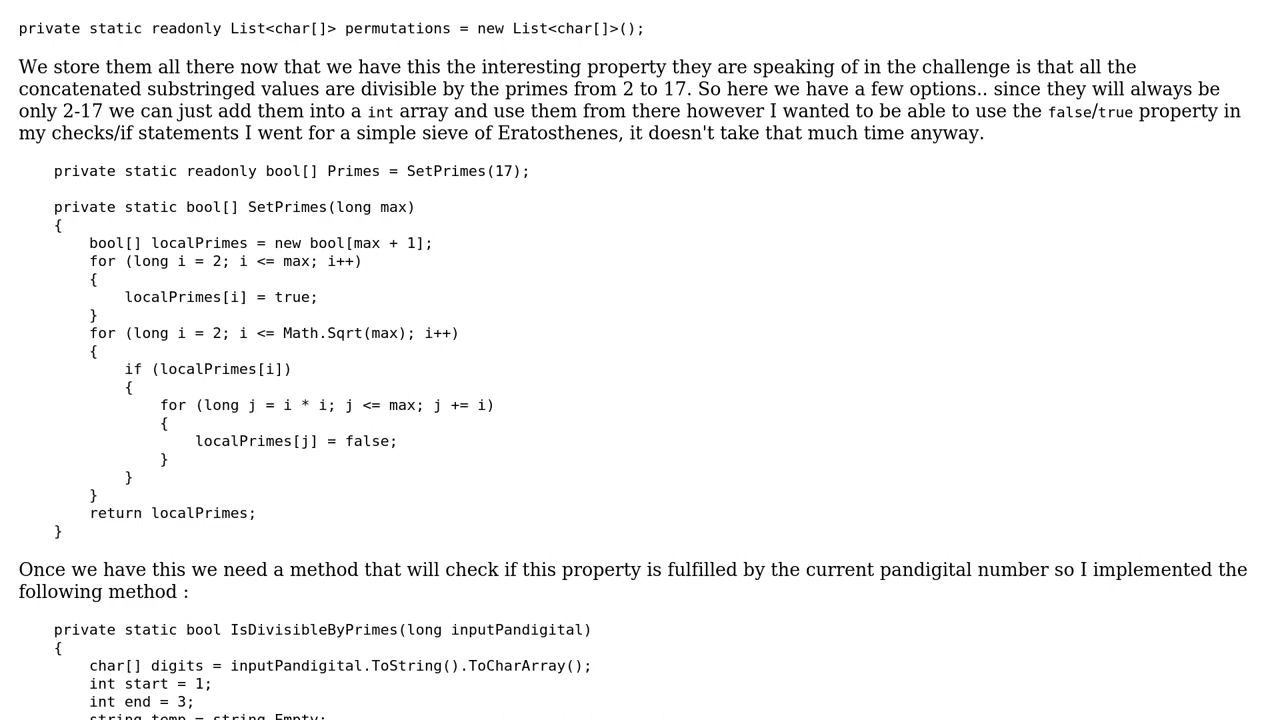 private static readonly List<char[]> permutations = new List<char[]>();
We store them all there now that we have this the interesting property they are speaking of in the challenge is that all the
concatenated substringed values are divisible by the primes from 2 to 17. So here we have a few options.. since they will always be
only 2-17 we can just add them into a int array and use them from there however I wanted to be able to use the false/true property in
my checks/if statements I went for a simple sieve of Eratosthenes, it doesn't take that much time anyway.
private static readonly bool[] Primes = SetPrimes(17);
private static bool[] SetPrimes(long max)
{
bool[] localPrimes = new bool[max + 1];
for (long i = 2; i <= max; i++)
{
localPrimes[i] = true;
}
for (long i = 2; i <= Math.Sqrt(max); i++)
{
if (localPrimes[i])
{
for (long j = i * i; j <= max; j += i)
{
localPrimes[j] = false;
}
}
}
return localPrimes;
}
Once we have this we need a method that will check if this property is fulfilled by the current pandigital number so I implemented the
following method :
private static bool IsDivisibleByPrimes(long inputPandigital)
{
char[] digits = inputPandigital.ToString().ToCharArray();
int start = 1;
int end = 3;
string temp = string.Empty;